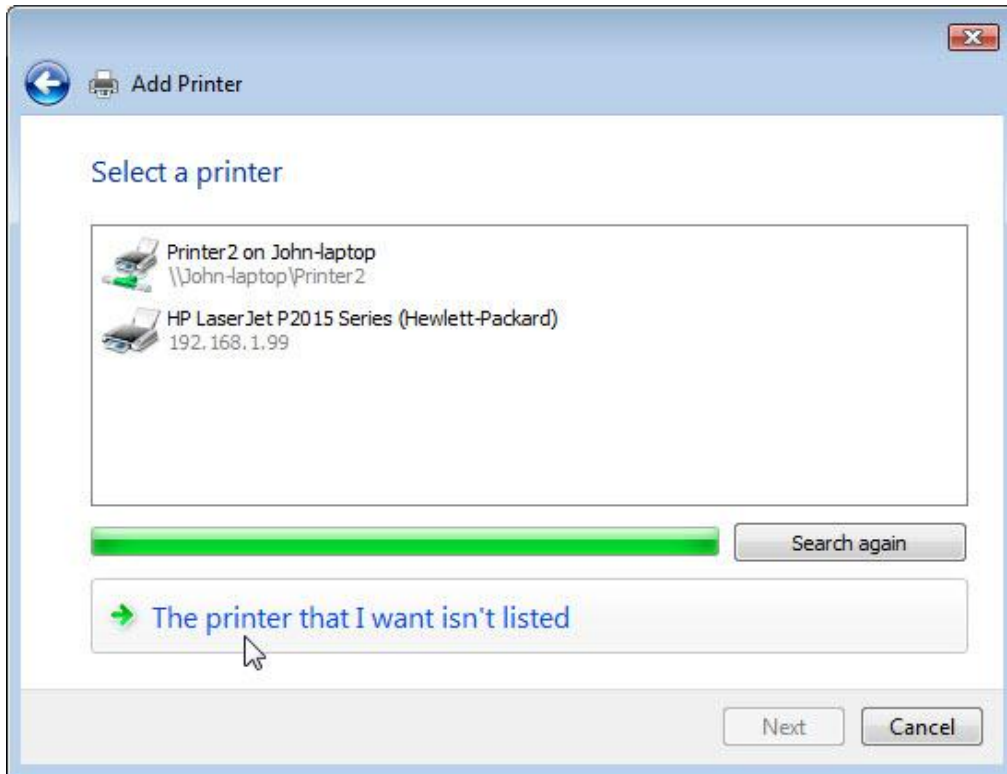 Add Printer
Select a printer
Printer2 on John-laptop
\\John-laptop\Printer2
HP LaserJet P2015 Series (Hewlett-Packard)
192.168.1.99
Search again
The printer that I want isn't listed
Next
Cancel